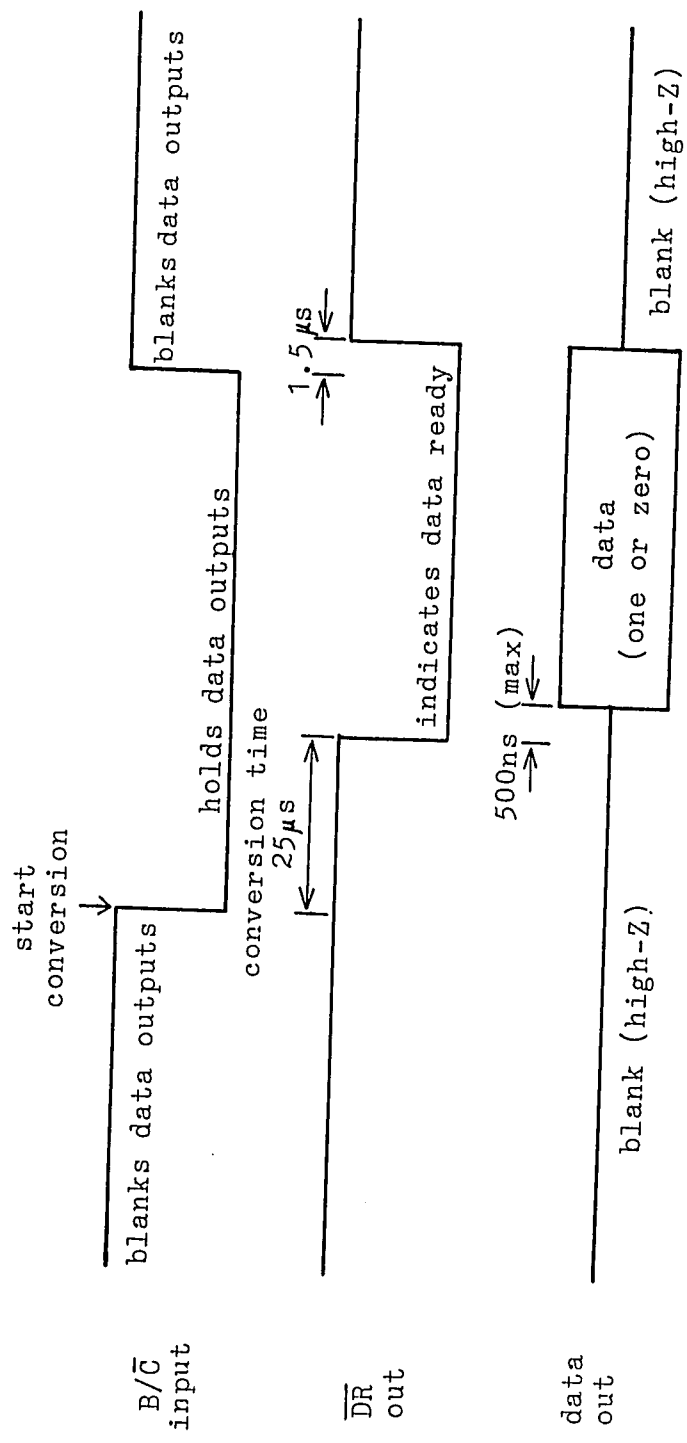 start
conversion
B/C̅
input
blanks data outputs
holds data outputs
blanks data outputs
conversion time
25μs
1.5μs
D̅R̅
out
indicates data ready
500ns (max)
data
out
blank (high-Z)
data
(one or zero)
blank (high-Z)